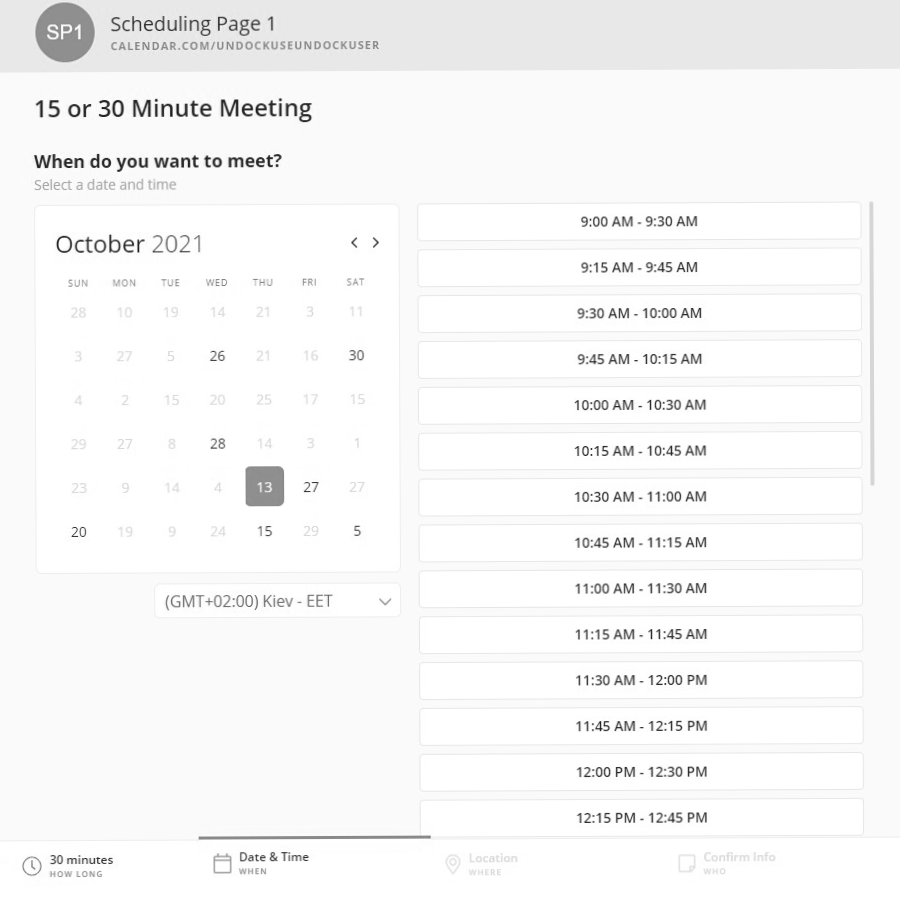 SP1
Scheduling Page 1
CALENDAR.COM/UNDOCKUSEUNDOCKUSER
15 or 30 Minute Meeting
When do you want to meet?
Select a date and time
October 2021
SUN MON TUE WED THU FRI SAT
28 10 19 14 21 3 11
3 27 5 26 21 16 30
4 2 15 20 25 17 15
29 27 8 28 14 3 1
23 9 14 4 13 27 27
20 19 9 24 15 29 5
(GMT+02:00) Kiev - EET
9:00 AM - 9:30 AM
9:15 AM - 9:45 AM
9:30 AM - 10:00 AM
9:45 AM - 10:15 AM
10:00 AM - 10:30 AM
10:15 AM - 10:45 AM
10:30 AM - 11:00 AM
10:45 AM - 11:15 AM
11:00 AM - 11:30 AM
11:15 AM - 11:45 AM
11:30 AM - 12:00 PM
11:45 AM - 12:15 PM
12:00 PM - 12:30 PM
12:15 PM - 12:45 PM
30 minutes
HOW LONG
Date & Time
WHEN
Location
WHERE
Confirm Info
WHO